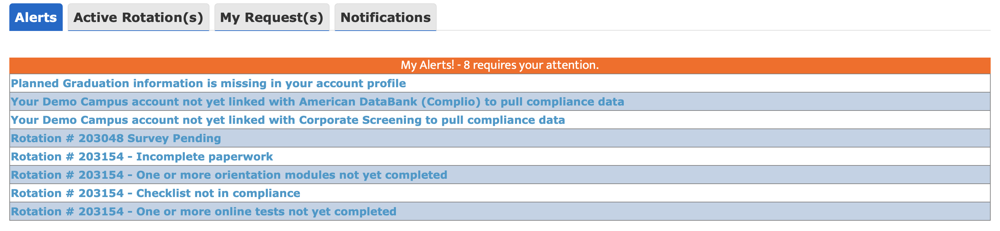 Alerts Active Rotation(s) My Request(s) Notifications
My Alerts! - 8 requires your attention.
Planned Graduation information is missing in your account profile
Your Demo Campus account not yet linked with American DataBank (Complio) to pull compliance data
Your Demo Campus account not yet linked with Corporate Screening to pull compliance data
Rotation # 203048 Survey Pending
Rotation # 203154 - Incomplete paperwork
Rotation # 203154 - One or more orientation modules not yet completed
Rotation # 203154 - Checklist not in compliance
Rotation # 203154 - One or more online tests not yet completed